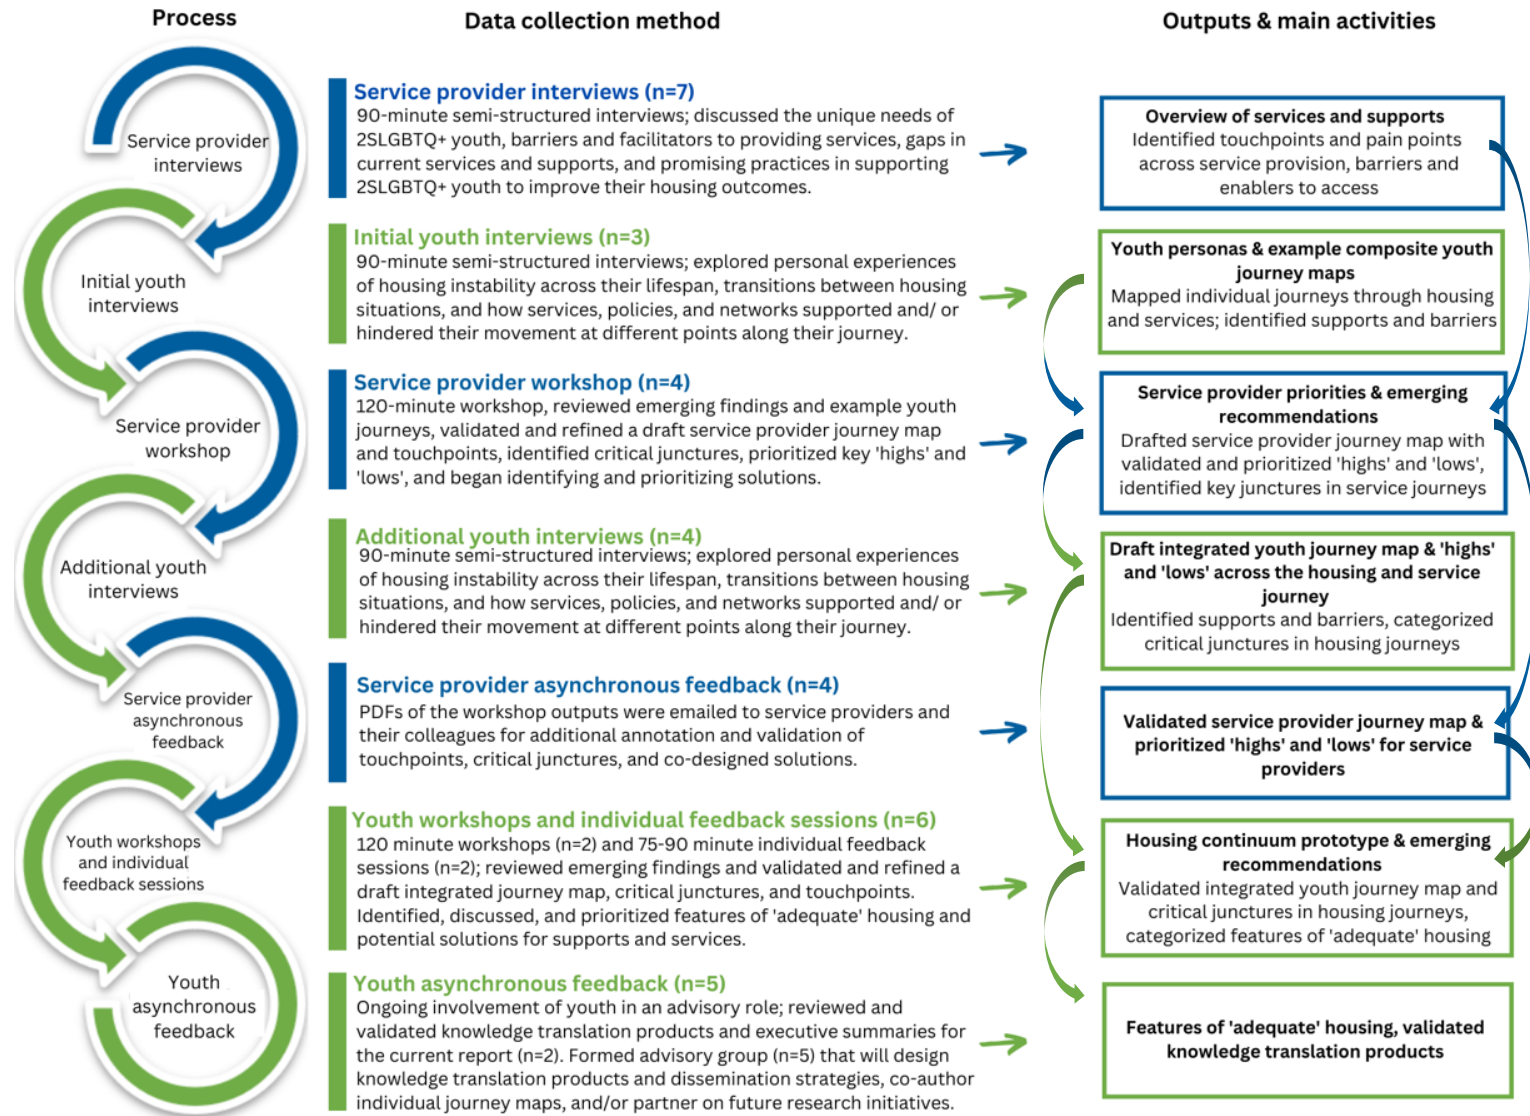 Process
Data collection method
Outputs & main activities
Service provider
interviews
Service provider interviews (n=7)
90-minute semi-structured interviews; discussed the unique needs of
2SLGBTQ+ youth, barriers and facilitators to providing services, gaps in
current services and supports, and promising practices in supporting
2SLGBTQ+ youth to improve their housing outcomes.
Overview of services and supports
Identified touchpoints and pain points
across service provision, barriers and
enablers to access
Initial youth
interviews
Initial youth interviews (n=3)
90-minute semi-structured interviews; explored personal experiences
of housing instability across their lifespan, transitions between housing
situations, and how services, policies, and networks supported and/ or
hindered their movement at different points along their journey.
Youth personas & example composite youth
journey maps
Mapped individual journeys through housing
and services; identified supports and barriers
Service provider
workshop
Service provider workshop (n=4)
120-minute workshop, reviewed emerging findings and example youth
journeys, validated and refined a draft service provider journey map
and touchpoints, identified critical junctures, prioritized key 'highs' and
'lows', and began identifying and prioritizing solutions.
Service provider priorities & emerging
recommendations
Drafted service provider journey map with
validated and prioritized 'highs' and 'lows',
identified key junctures in service journeys
Additional youth
interviews
Additional youth interviews (n=4)
90-minute semi-structured interviews; explored personal experiences
of housing instability across their lifespan, transitions between housing
situations, and how services, policies, and networks supported and/ or
hindered their movement at different points along their journey.
Draft integrated youth journey map & 'highs'
and 'lows' across the housing and service
journey
Identified supports and barriers, categorized
critical junctures in housing journeys
Service provider
asynchronous
feedback
Service provider asynchronous feedback (n=4)
PDFs of the workshop outputs were emailed to service providers and
their colleagues for additional annotation and validation of
touchpoints, critical junctures, and co-designed solutions.
Validated service provider journey map &
prioritized 'highs' and 'lows' for service
providers
Youth workshops
and individual
feedback sessions
Youth workshops and individual feedback sessions (n=6)
120 minute workshops (n=2) and 75-90 minute individual feedback
sessions (n=2); reviewed emerging findings and validated and refined a
draft integrated journey map, critical junctures, and touchpoints.
Identified, discussed, and prioritized features of 'adequate' housing and
potential solutions for supports and services.
Housing continuum prototype & emerging
recommendations
Validated integrated youth journey map and
critical junctures in housing journeys,
categorized features of 'adequate' housing
Youth
asynchronous
feedback
Youth asynchronous feedback (n=5)
Ongoing involvement of youth in an advisory role; reviewed and
validated knowledge translation products and executive summaries for
the current report (n=2). Formed advisory group (n=5) that will design
knowledge translation products and dissemination strategies, co-author
individual journey maps, and/or partner on future research initiatives.
Features of 'adequate' housing, validated
knowledge translation products